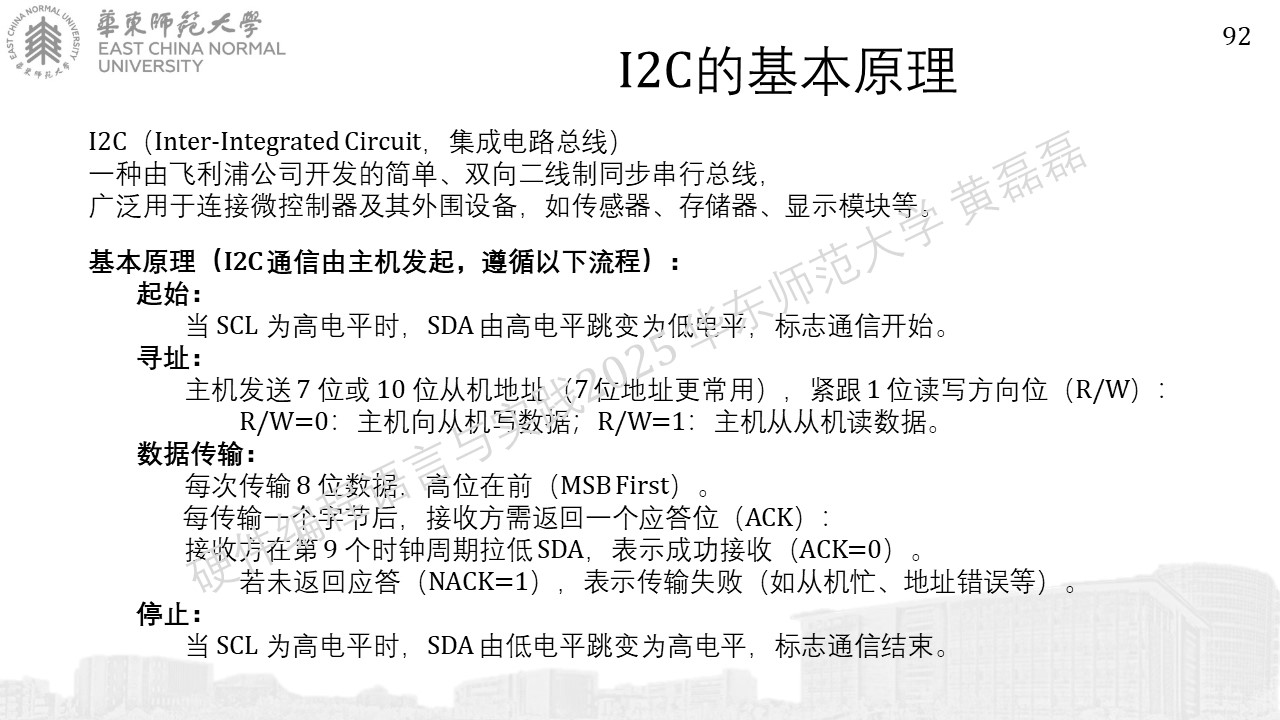 華東師范大學
EAST CHINA NORMAL
UNIVERSITY
EAST CHINA NORMAL UNIVERSITY
華東師范大學
92
I2C的基本原理
I2C（Inter-Integrated Circuit，集成电路总线）
一种由飞利浦公司开发的简单、双向二线制同步串行总线，
广泛用于连接微控制器及其外围设备，如传感器、存储器、显示模块等。
基本原理（I2C 通信由主机发起，遵循以下流程）：
起始：
当 SCL 为高电平时，SDA 由高电平跳变为低电平，标志通信开始。
寻址：
主机发送 7 位或 10 位从机地址（7 位地址更常用），紧跟 1 位读写方向位（R/W）：
R/W=0：主机向从机写数据；R/W=1：主机从从机读数据。
数据传输：
每次传输 8 位数据，高位在前（MSB First）。
每传输一个字节后，接收方需返回一个应答位（ACK）：
接收方在第 9 个时钟周期拉低 SDA，表示成功接收（ACK=0）。
若未返回应答（NACK=1），表示传输失败（如从机忙、地址错误等）。
停止：
当 SCL 为高电平时，SDA 由低电平跳变为高电平，标志通信结束。
硬件编程语言与实践2025 华东师范大学 黄磊磊